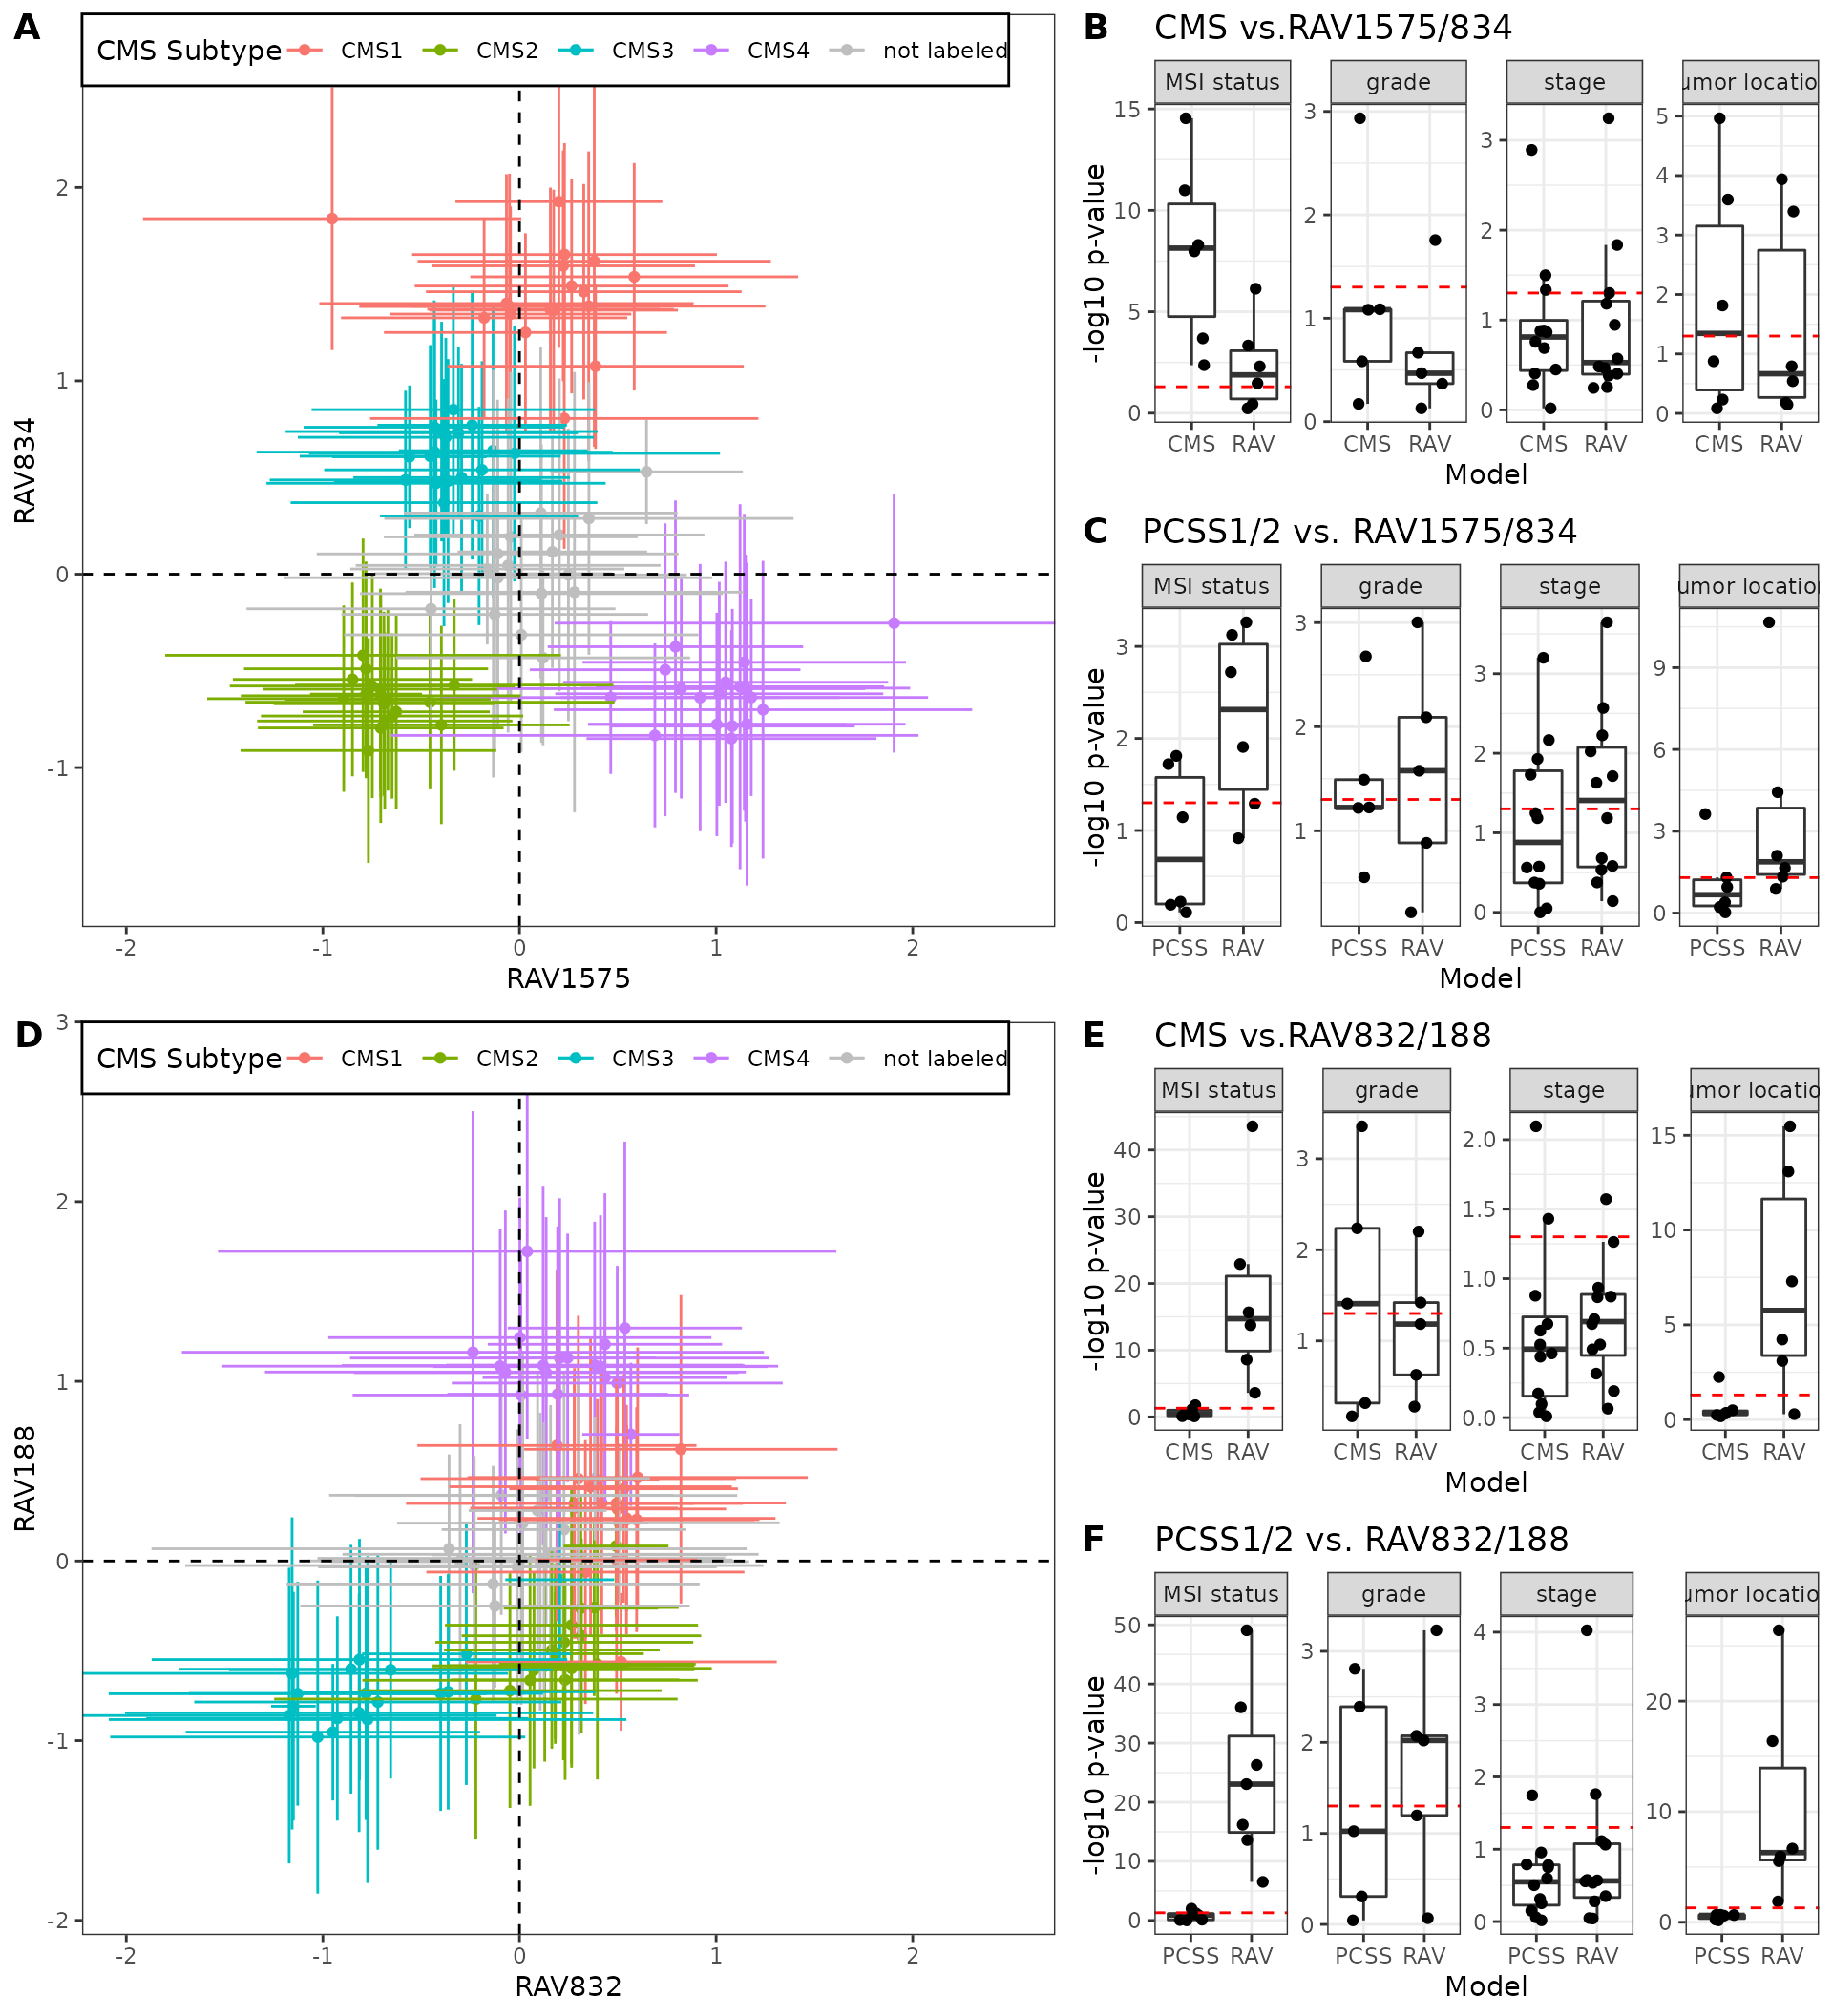 A
CMS Subtype CMS1 CMS2 CMS3 CMS4 not labeled
2
1
0
-1
RAV834
-2 -1 0 1 2
RAV1575
B CMS vs.RAV1575/834
MSI status grade stage umor locatio
-log10 p-value
15
10
5
0
3
2
1
0
3
2
1
0
5
4
3
2
1
0
CMS RAV CMS RAV CMS RAV CMS RAV
Model
C PCSS1/2 vs. RAV1575/834
MSI status grade stage umor location
-log10 p-value
3
2
1
0
3
2
1
3
2
1
0
9
6
3
0
PCSS RAV PCSS RAV PCSS RAV PCSS RAV
Model
D
CMS Subtype CMS1 CMS2 CMS3 CMS4 not labeled
3
2
1
0
-1
-2
RAV188
-2 -1 0 1 2
RAV832
E CMS vs.RAV832/188
MSI status grade stage umor locatio
-log10 p-value
40
30
20
10
0
3
2
1
2.0
1.5
1.0
0.5
0.0
15
10
5
0
CMS RAV CMS RAV CMS RAV CMS RAV
Model
F PCSS1/2 vs. RAV832/188
MSI status grade stage umor locatio
-log10 p-value
50
40
30
20
10
0
3
2
1
0
4
3
2
1
0
20
10
0
PCSS RAV PCSS RAV PCSS RAV PCSS RAV
Model